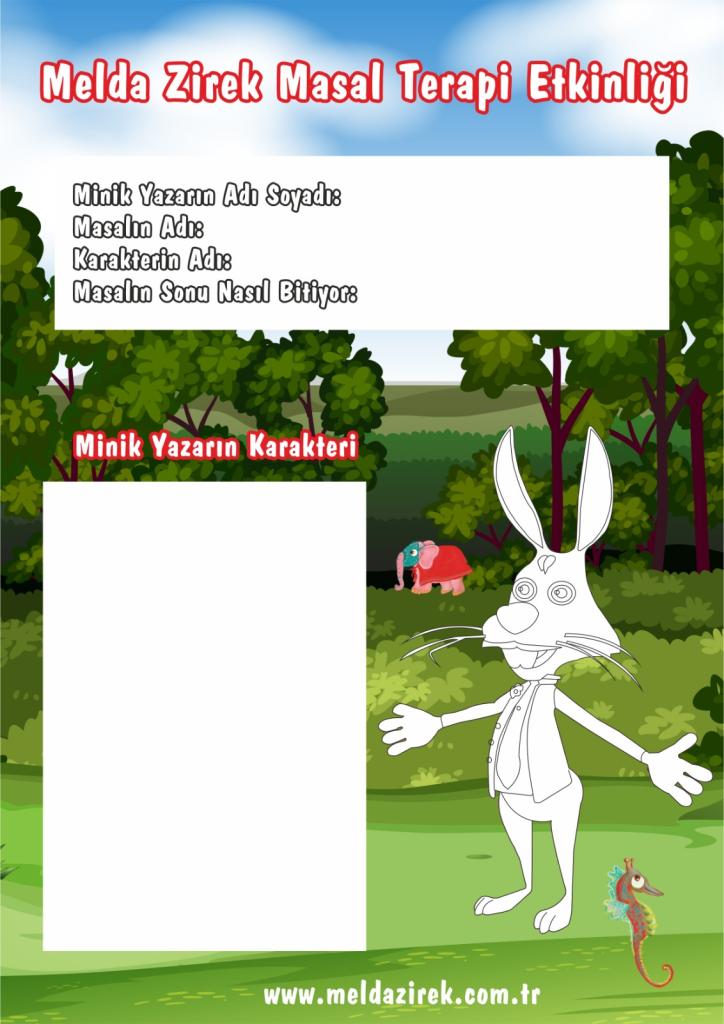 Melda Zirek Masal Terapi Etkinliği
Minik Yazarın Adı Soyadı:
Masalın Adı:
Karakterin Adı:
Masalın Sonu Nasıl Bitiyor:
Minik Yazarın Karakteri
www.meldazirek.com.tr